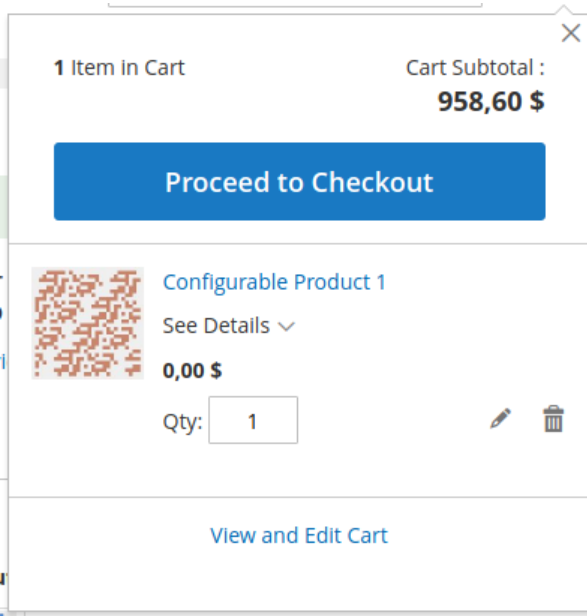 1 Item in Cart
Cart Subtotal :
958,60 $
Proceed to Checkout
Configurable Product 1
See Details
0,00 $
Qty: 1
View and Edit Cart